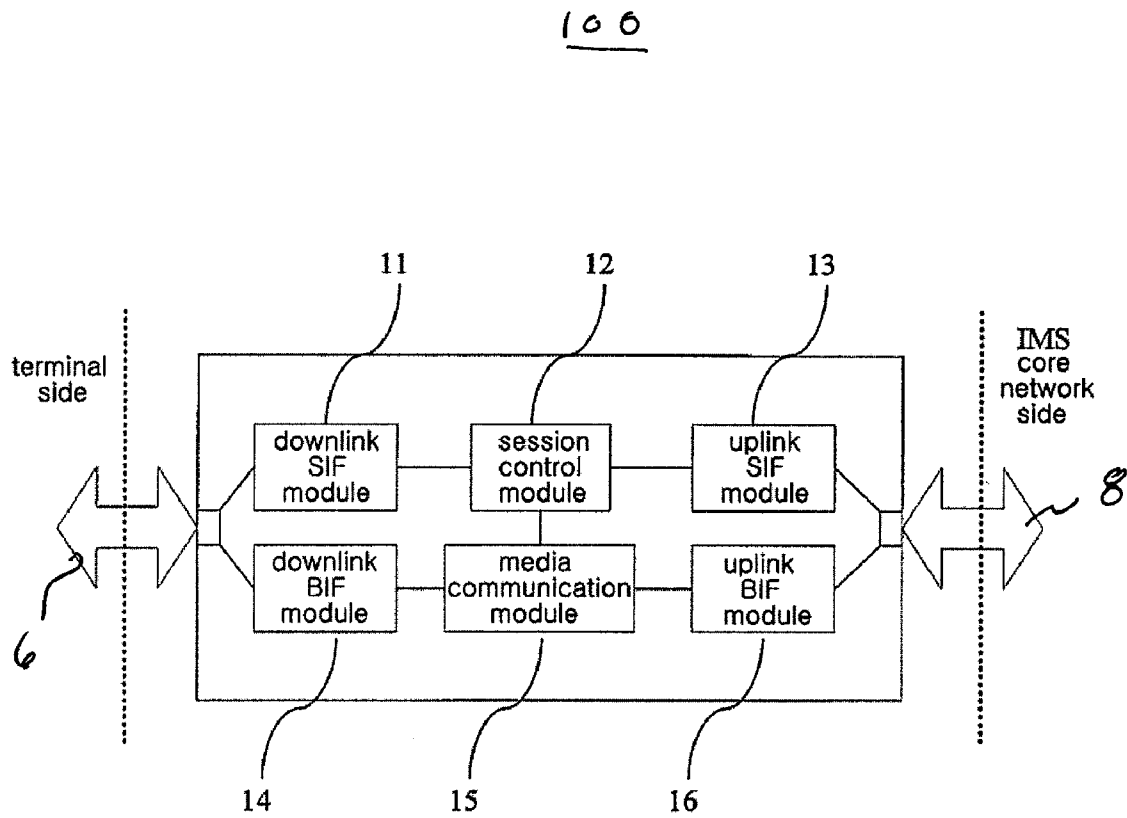 100
11
12
13
terminal
side
IMS
core
network
side
downlink
SIF
module
session
control
module
uplink
SIF
module
8
downlink
BIF
module
media
communication
module
uplink
BIF
module
6
14
15
16